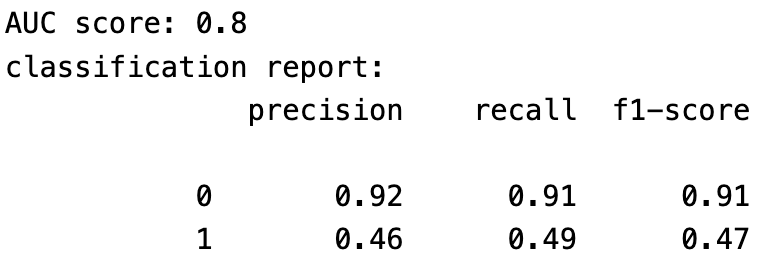 AUC score: 0.8
classification report:
precision recall f1-score
0 0.92 0.91 0.91
1 0.46 0.49 0.47